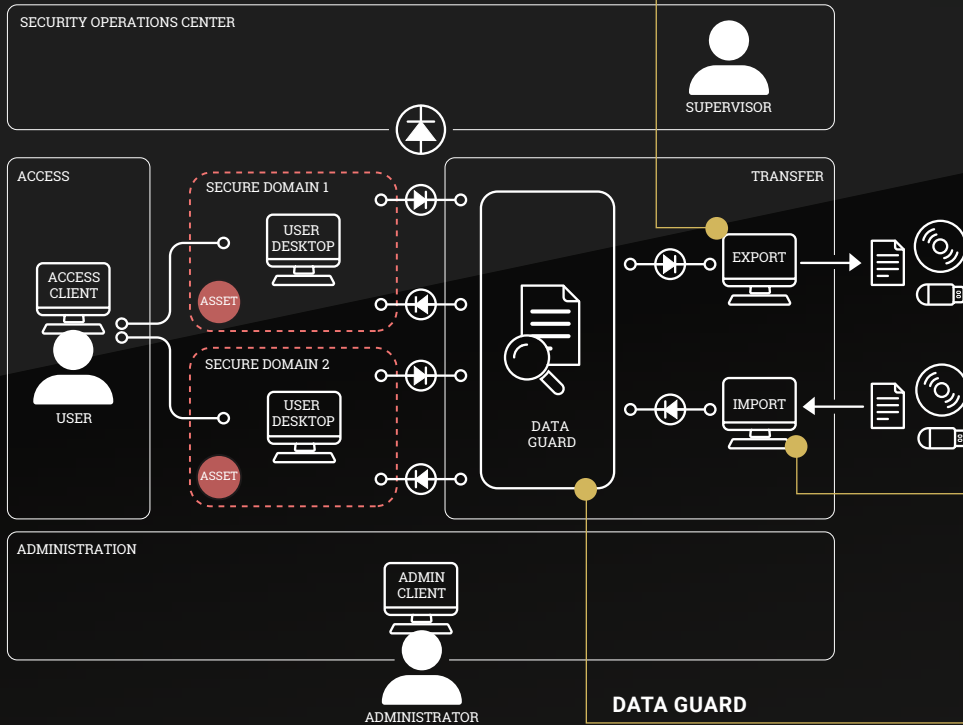 SECURITY OPERATIONS CENTER
SUPERVISOR
ACCESS
ACCESS
CLIENT
USER
SECURE DOMAIN 1
USER
DESKTOP
ASSET
SECURE DOMAIN 2
USER
DESKTOP
ASSET
TRANSFER
DATA
GUARD
EXPORT
IMPORT
ADMINISTRATION
ADMIN
CLIENT
ADMINISTRATOR
DATA GUARD